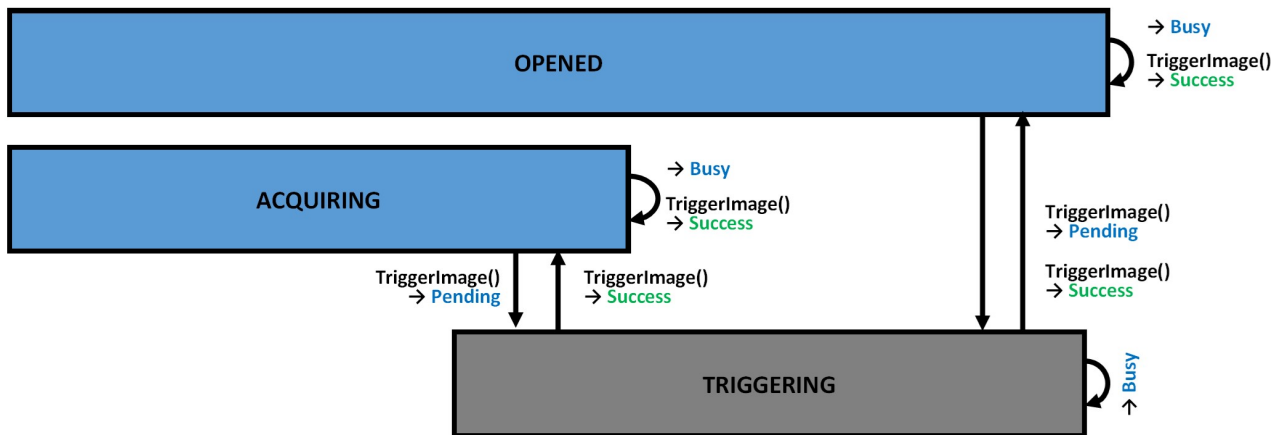 → Busy
OPENED
TriggerImage()
→ Success
→ Busy
ACQUIRING
TriggerImage()
→ Success
TriggerImage()
→ Pending
TriggerImage()
→ Pending
TriggerImage()
→ Success
TriggerImage()
→ Success
TRIGGERING
→ Busy